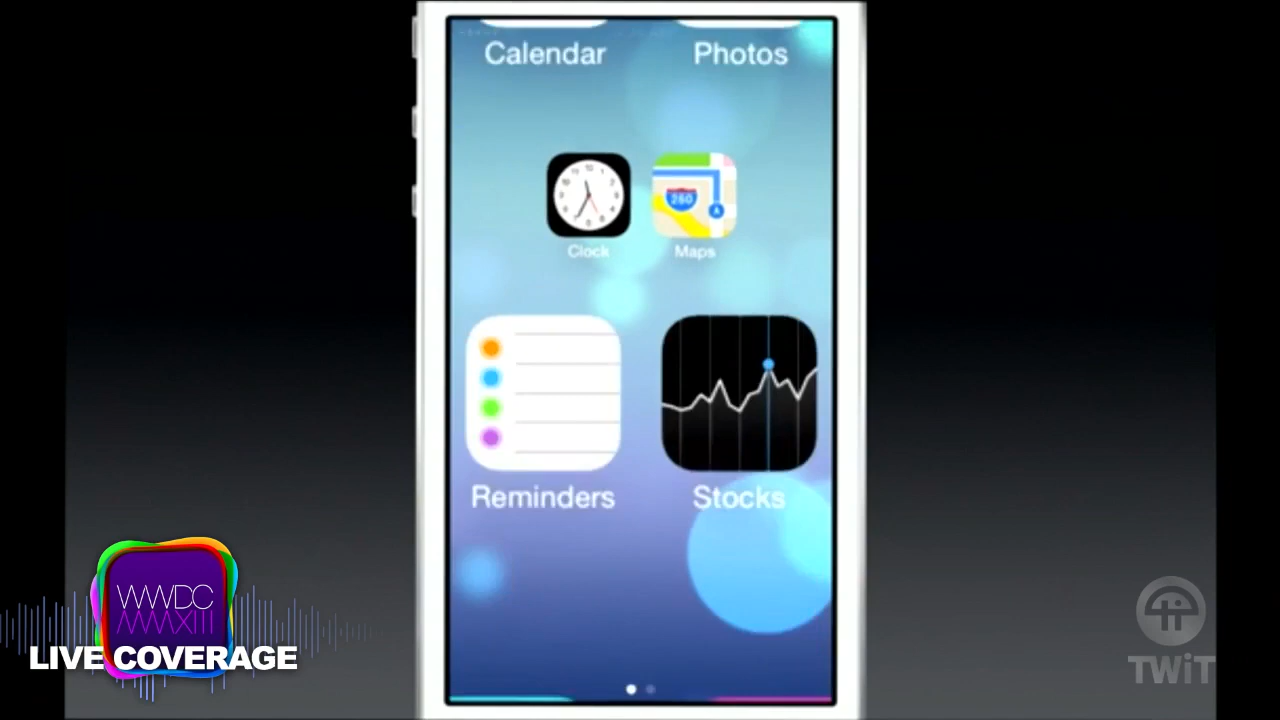 Calendar
Photos
Clock
280
A
Maps
Reminders
Stocks
WWDC
MMXIII
LIVE COVERAGE
TWiT